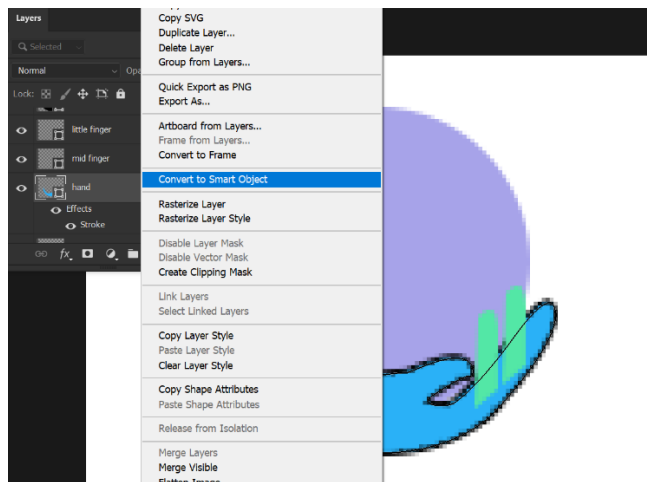 Layers
Selected
Normal
Opa
Lock:
little finger
mid finger
hand
Effects
Stroke
fx
Copy SVG
Duplicate Layer...
Delete Layer
Group from Layers...
Quick Export as PNG
Export As...
Artboard from Layers...
Frame from Layers...
Convert to Frame
Convert to Smart Object
Rasterize Layer
Rasterize Layer Style
Disable Layer Mask
Disable Vector Mask
Create Clipping Mask
Link Layers
Select Linked Layers
Copy Layer Style
Paste Layer Style
Clear Layer Style
Copy Shape Attributes
Paste Shape Attributes
Release from Isolation
Merge Layers
Merge Visible
Flatten Image